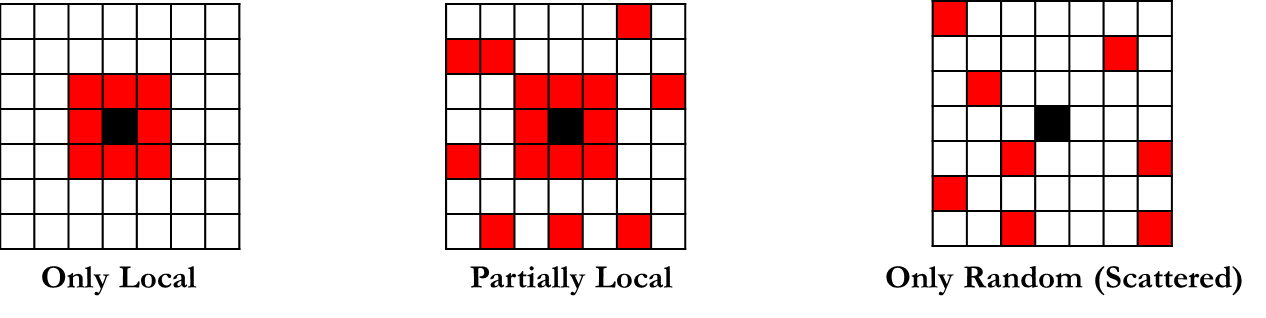 Only Local
Partially Local
Only Random (Scattered)